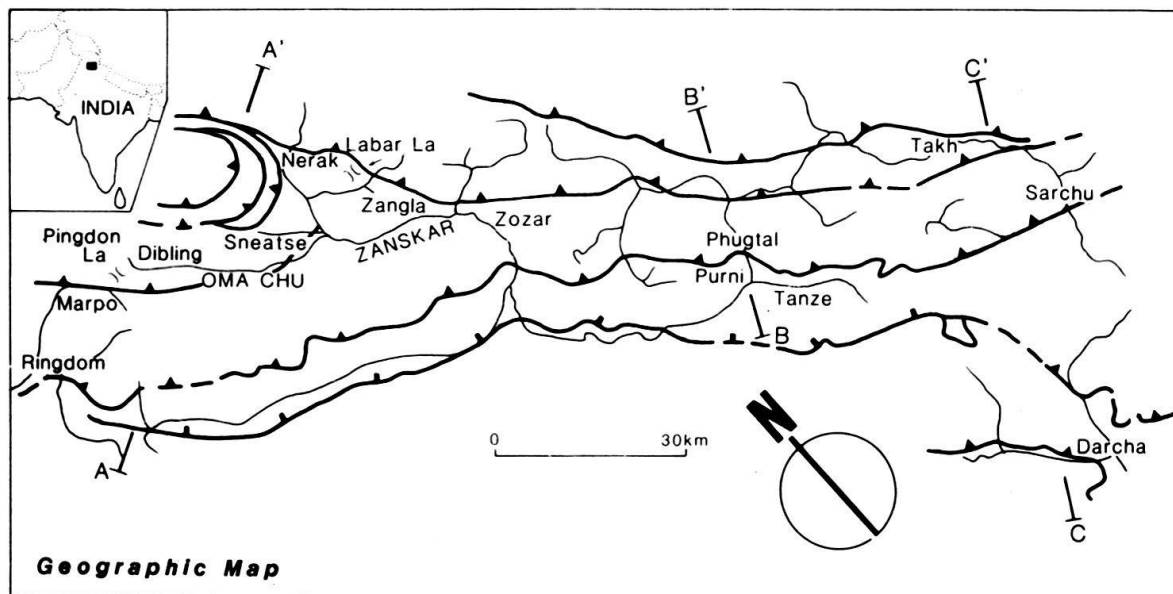 INDIA
A'
B'
C'
Nerak
Labar La
Takh
Zangla
Sarchu
Zozar
Pingdon
La
Dibling
Sneatse
ZANSKAR
Phugtal
OMA CHU
Purni
Marpo
Tanze
B
Ringdom
N
0 30km
Darcha
A
C
Geographic Map